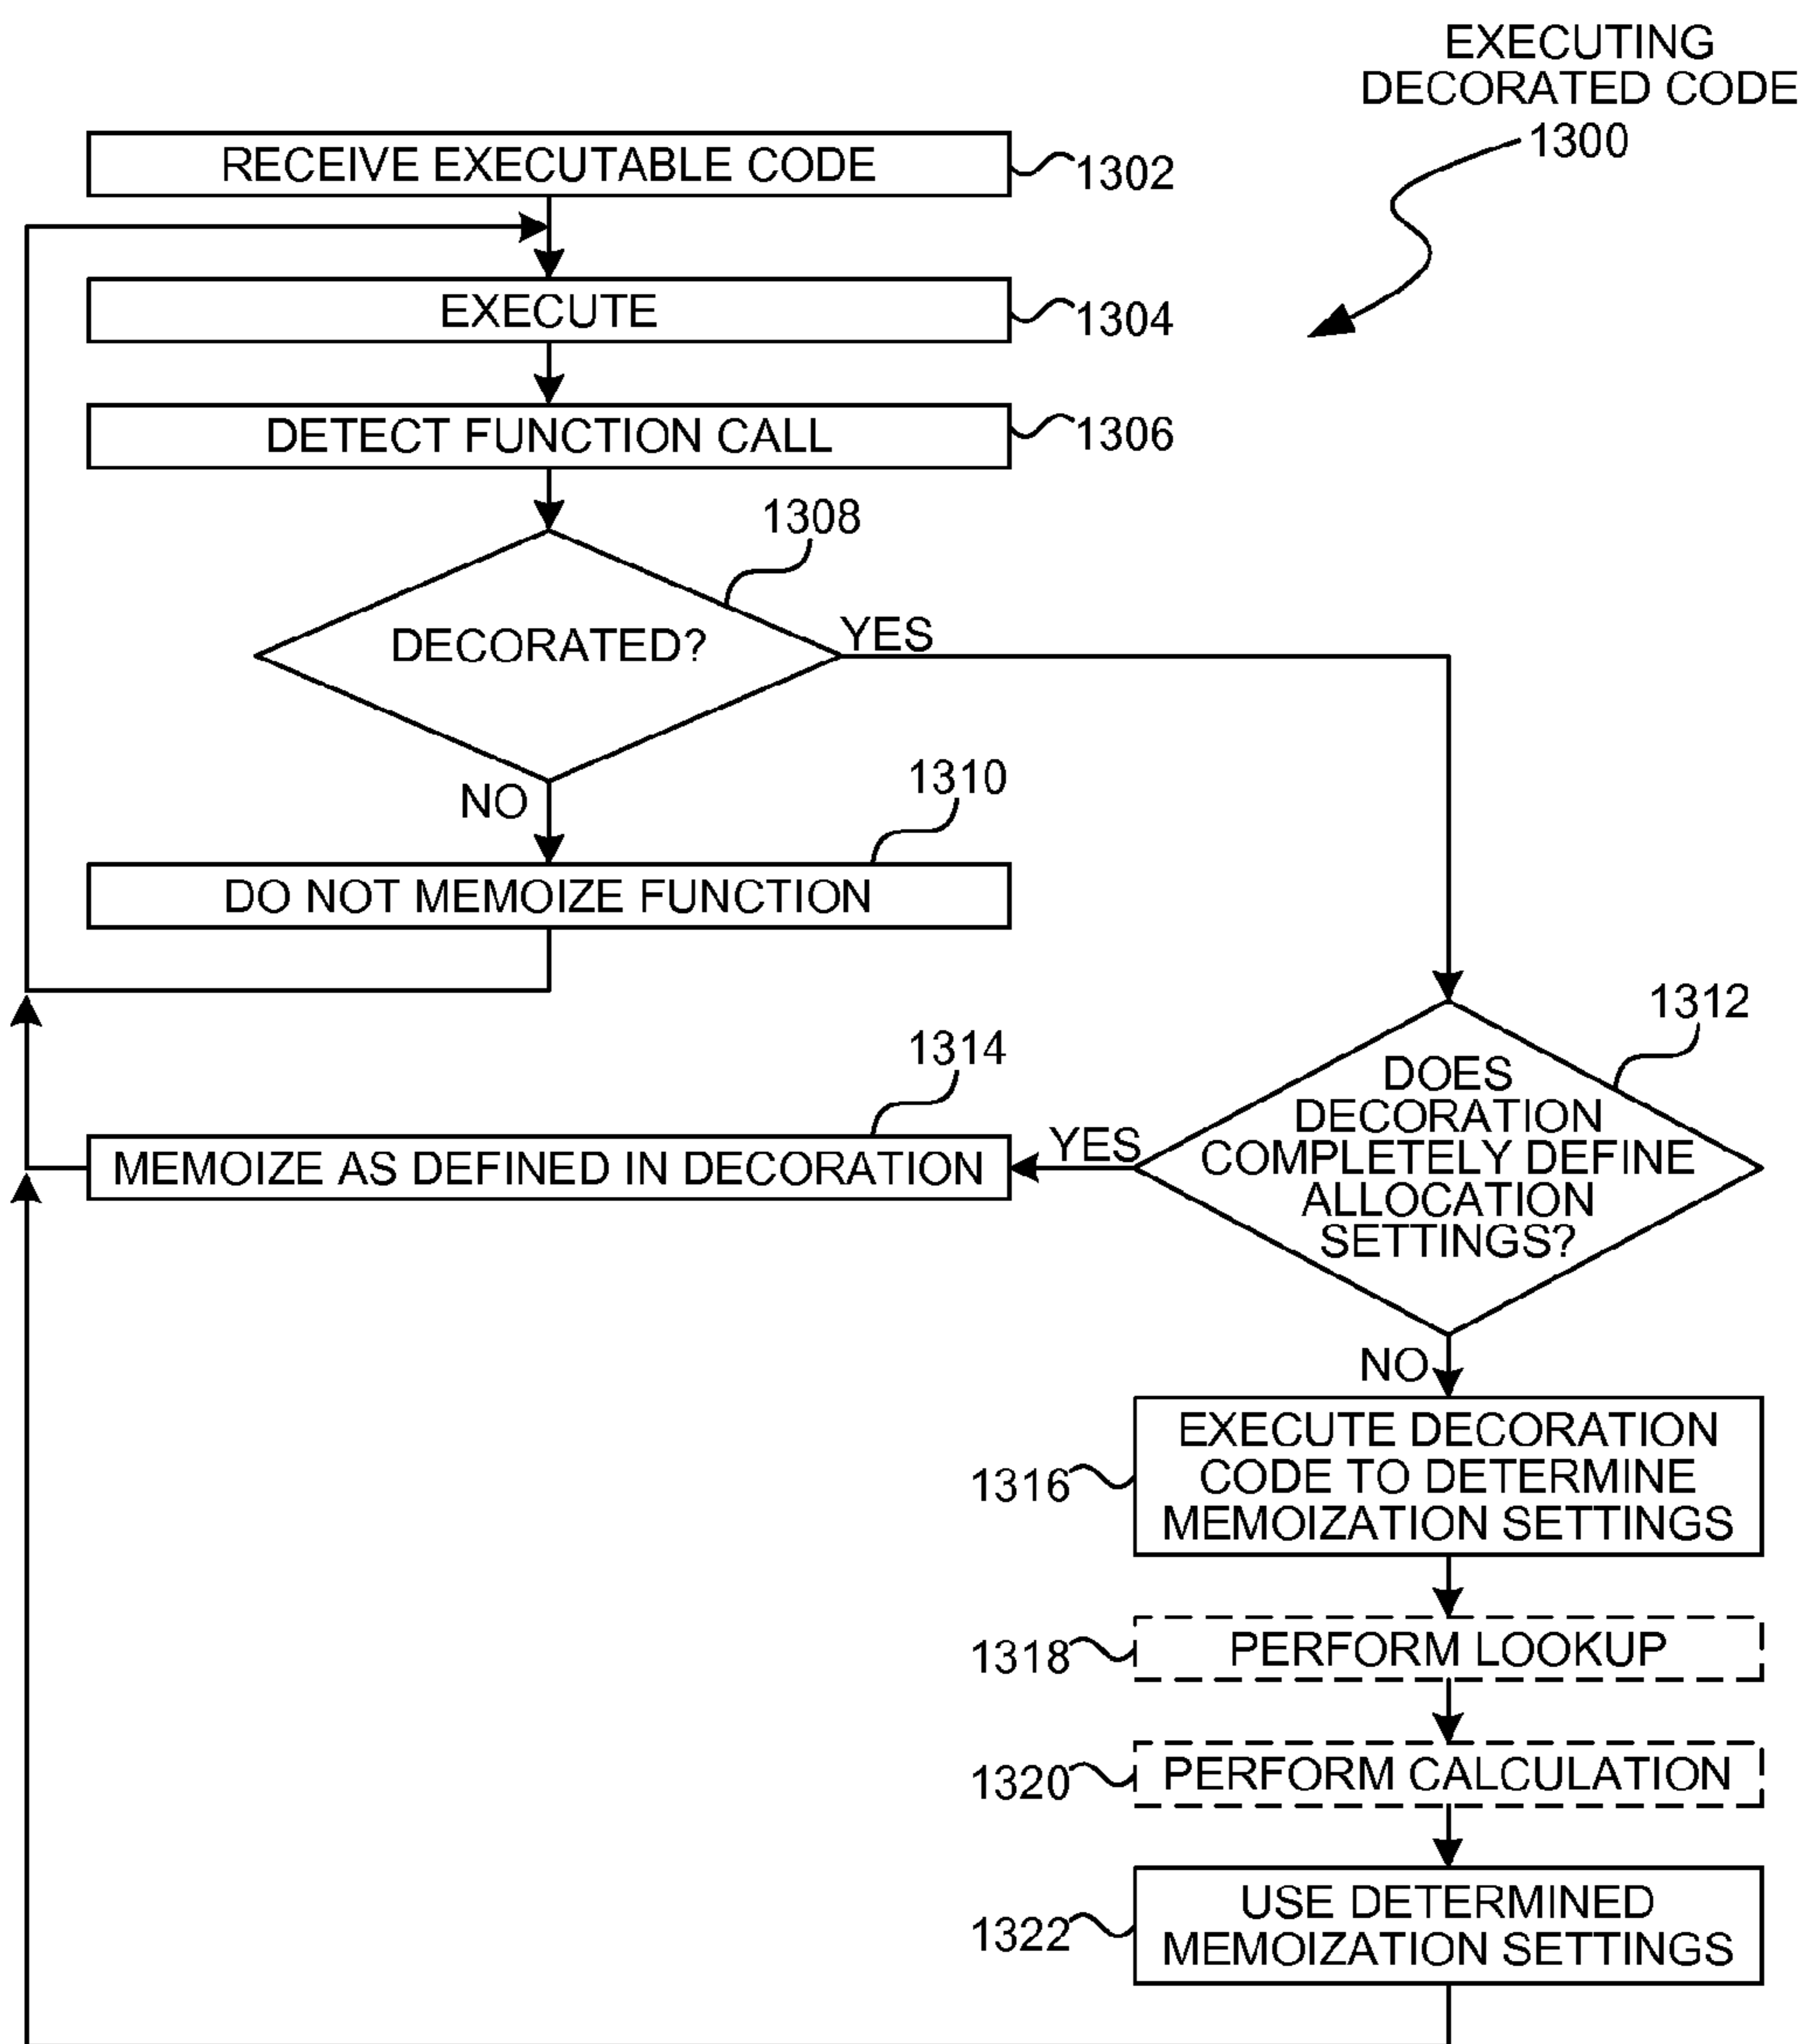 EXECUTING
DECORATED CODE
1300
RECEIVE EXECUTABLE CODE
1302
EXECUTE
1304
DETECT FUNCTION CALL
1306
1308
DECORATED?
YES
NO
1310
DO NOT MEMOIZE FUNCTION
1312
DOES
DECORATION
COMPLETELY DEFINE
ALLOCATION
SETTINGS?
YES
1314
MEMOIZE AS DEFINED IN DECORATION
NO
EXECUTE DECORATION
CODE TO DETERMINE
MEMOIZATION SETTINGS
1316
PERFORM LOOKUP
1318
PERFORM CALCULATION
1320
USE DETERMINED
MEMOIZATION SETTINGS
1322